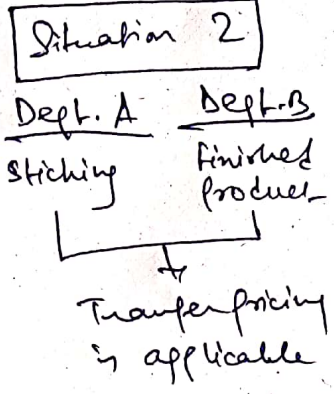 Situation 2
Dept. A Dept. B
Stiching Finished
Product
Transfer pricing
is applicable